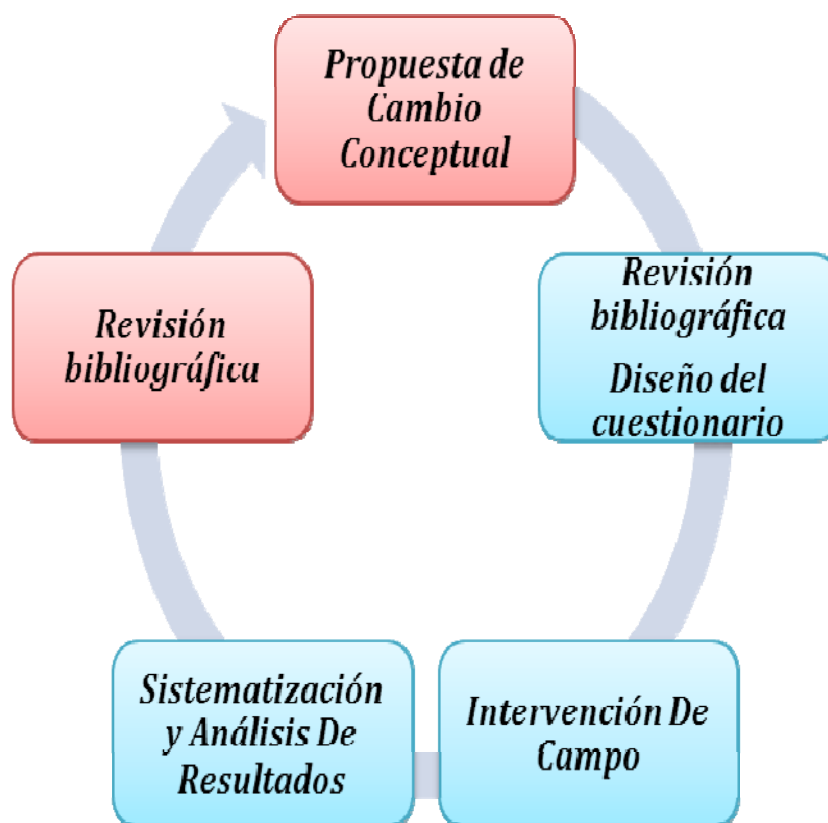 Propuesta de
Cambio
Conceptual
Revisión
bibliográfica
Diseño del
cuestionario
Intervención De
Campo
Sistematización
y Análisis De
Resultados
Revisión
bibliográfica